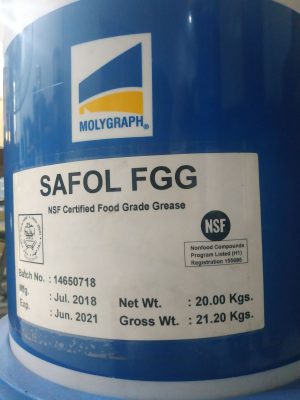 MOLYGRAPH®
SAFOL FGG
NSF Certified Food Grade Grease
NSF
Nonfood Compounds
Program Listed (H1)
Registration
Batch No. : 14650718
Mfg. : Jul. 2018
Exp. : Jun. 2021
Net Wt. : 20.00 Kgs.
Gross Wt. : 21.20 Kgs.